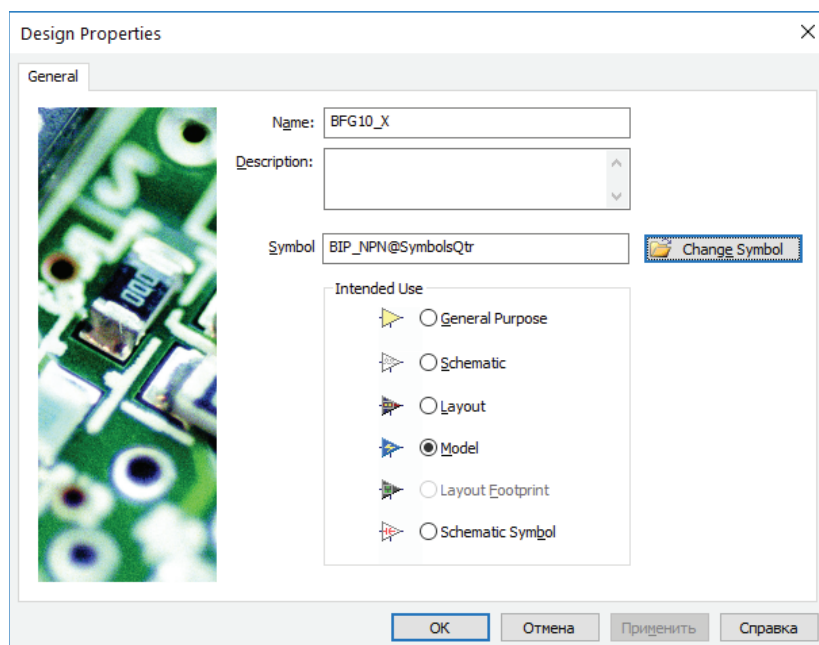 Design Properties
General
Name: BFG10_X
Description:
Symbol BIP_NPN@SymbolsQtr Change Symbol
Intended Use
General Purpose
Schematic
Layout
Model
Layout Footprint
Schematic Symbol
OK Отмена Применить Справка
000